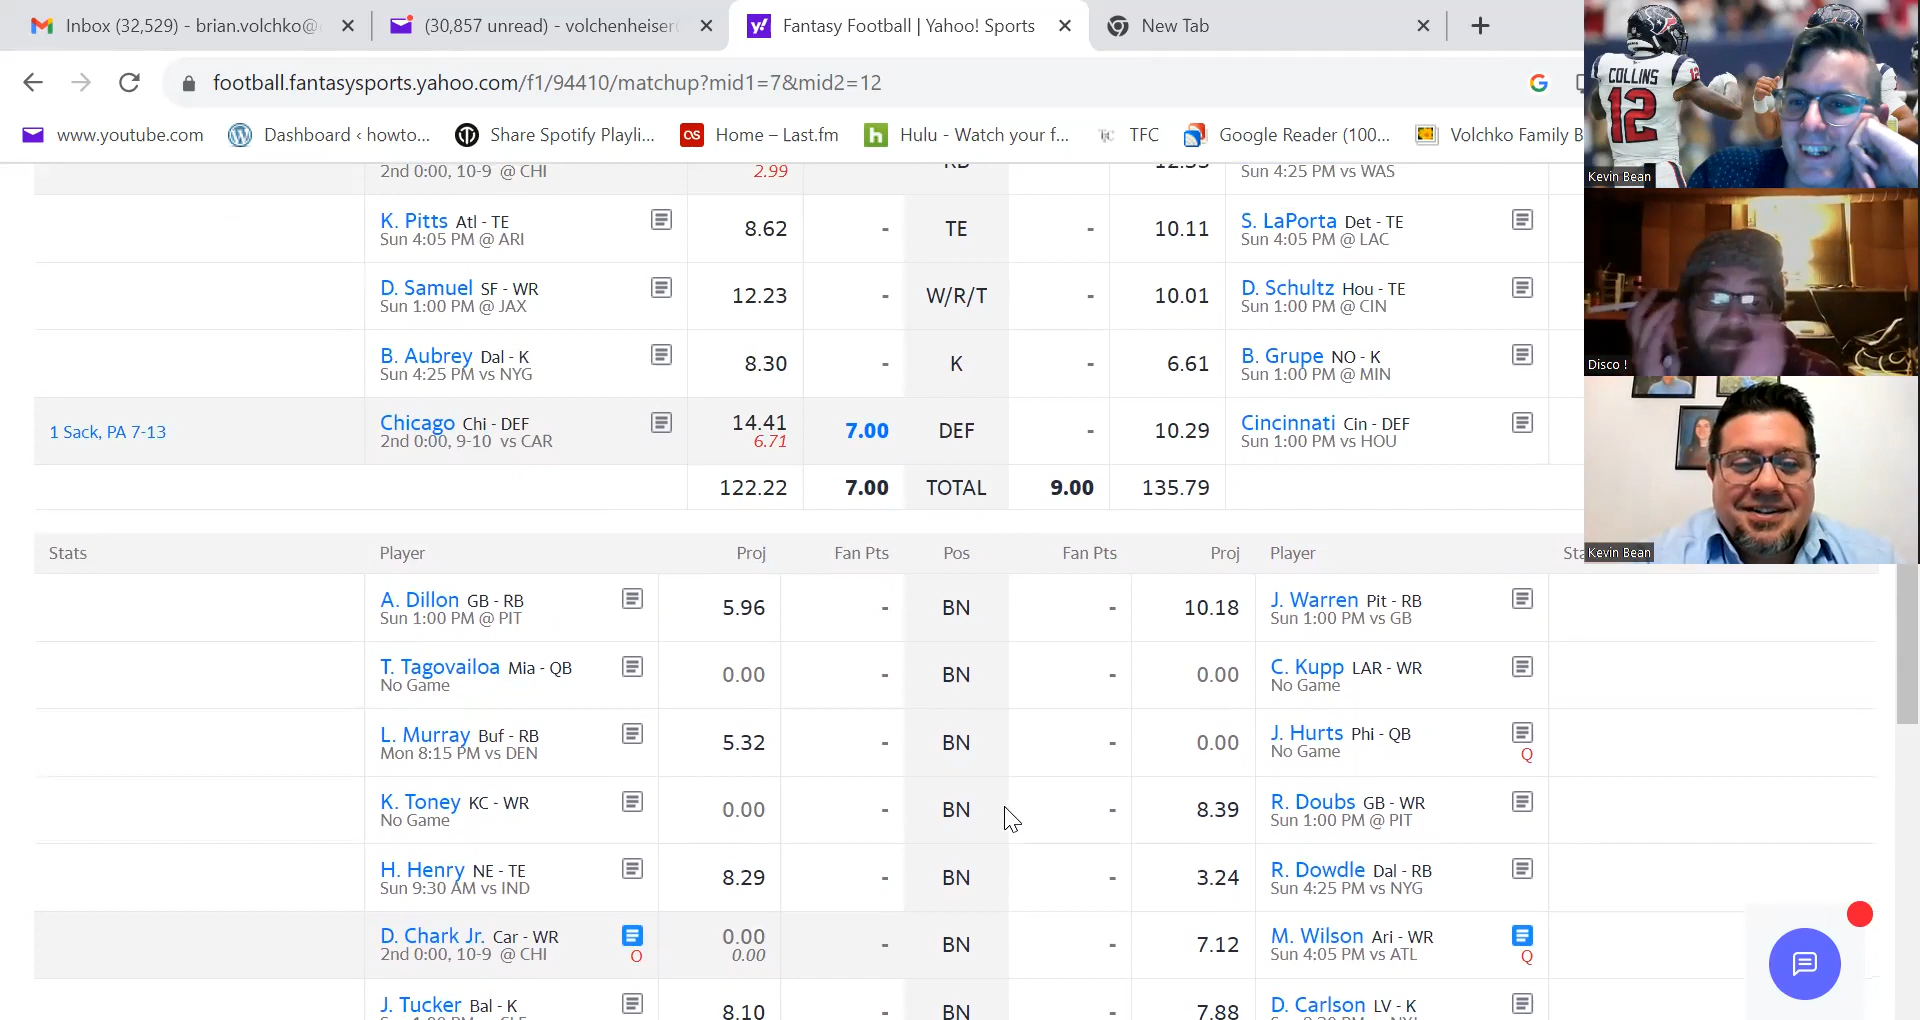 Inbox (32,529) - brian.volchko@
(30,857 unread) - volchenheiser
Fantasy Football | Yahoo! Sports
New Tab
football.fantasysports.yahoo.com/f1/94410/matchup?mid1=7&mid2=12
www.youtube.com
Dashboard ‹ howto...
Share Spotify Playli...
Home – Last.fm
Hulu - Watch your f...
TFC
Google Reader (100...
Volchko Family B
COLLINS
12
Kevin Bean
2nd 0:00, 10-9 @ CHI 2.99 Sun 4:25 PM vs WAS
K. Pitts Atl - TE 8.62 - TE - 10.11 S. LaPorta Det - TE
Sun 4:05 PM @ ARI Sun 4:05 PM @ LAC
D. Samuel SF - WR 12.23 - W/R/T - 10.01 D. Schultz Hou - TE
Sun 1:00 PM @ JAX Sun 1:00 PM @ CIN
B. Aubrey Dal - K 8.30 - K - 6.61 B. Grupe NO - K
Sun 4:25 PM vs NYG Sun 1:00 PM @ MIN
Disco !
1 Sack, PA 7-13 Chicago Chi - DEF 14.41 7.00 DEF - 10.29 Cincinnati Cin - DEF
2nd 0:00, 9-10 vs CAR 6.71 Sun 1:00 PM vs HOU
122.22 7.00 TOTAL 9.00 135.79
Stats Player Proj Fan Pts Pos Fan Pts Proj Player Sta
Kevin Bean
A. Dillon GB - RB 5.96 - BN - 10.18 J. Warren Pit - RB
Sun 1:00 PM @ PIT Sun 1:00 PM vs GB
T. Tagovailoa Mia - QB 0.00 - BN - 0.00 C. Kupp LAR - WR
No Game No Game
L. Murray Buf - RB 5.32 - BN - 0.00 J. Hurts Phi - QB
Mon 8:15 PM vs DEN No Game Q
K. Toney KC - WR 0.00 - BN - 8.39 R. Doubs GB - WR
No Game Sun 1:00 PM @ PIT
H. Henry NE - TE 8.29 - BN - 3.24 R. Dowdle Dal - RB
Sun 9:30 AM vs IND Sun 4:25 PM vs NYG
D. Chark Jr. Car - WR 0.00 - BN - 7.12 M. Wilson Ari - WR
2nd 0:00, 10-9 @ CHI O 0.00 Sun 4:05 PM vs ATL Q
J. Tucker Bal - K 8.10 - BN - 7.88 D. Carlson LV - K